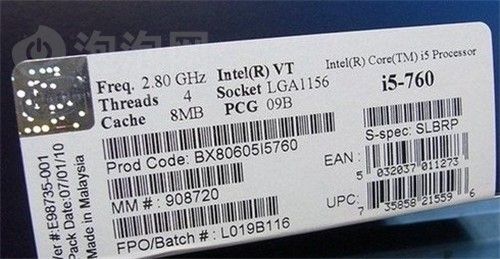 泡泡网
Freq. 2.80 GHz
Threads 4
Cache 8MB
Intel(R) VT
Socket LGA1156
PCG 09B
Intel(R) Core(TM) i5 Processor
i5-760
Prod Code: BX80605I5760
MM # : 908720
FPO/Batch # : L019B116
S-spec: SLBRP
EAN :
5 032037 011273
UPC:
7 35858 21559 6
Ver #:E98735-001
Pack Date:07/01/10
Made in Malaysia